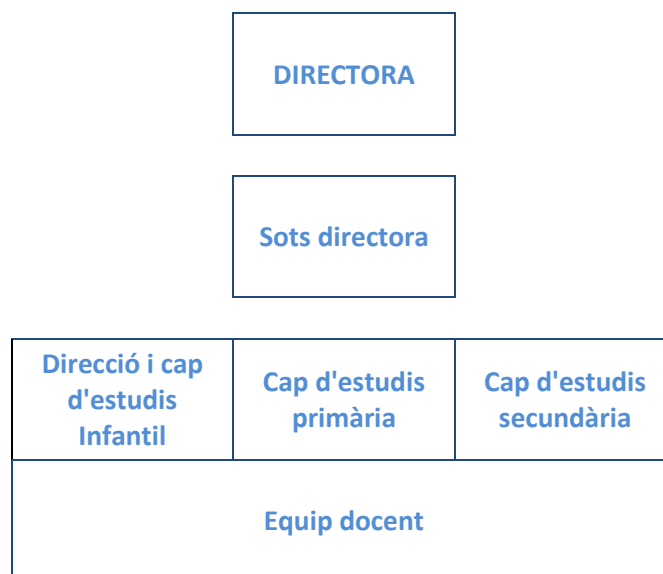 DIRECTORA
Sots directora
Direcció i cap
d'estudis
Infantil
Cap d'estudis
primària
Cap d'estudis
secundària
Equip docent